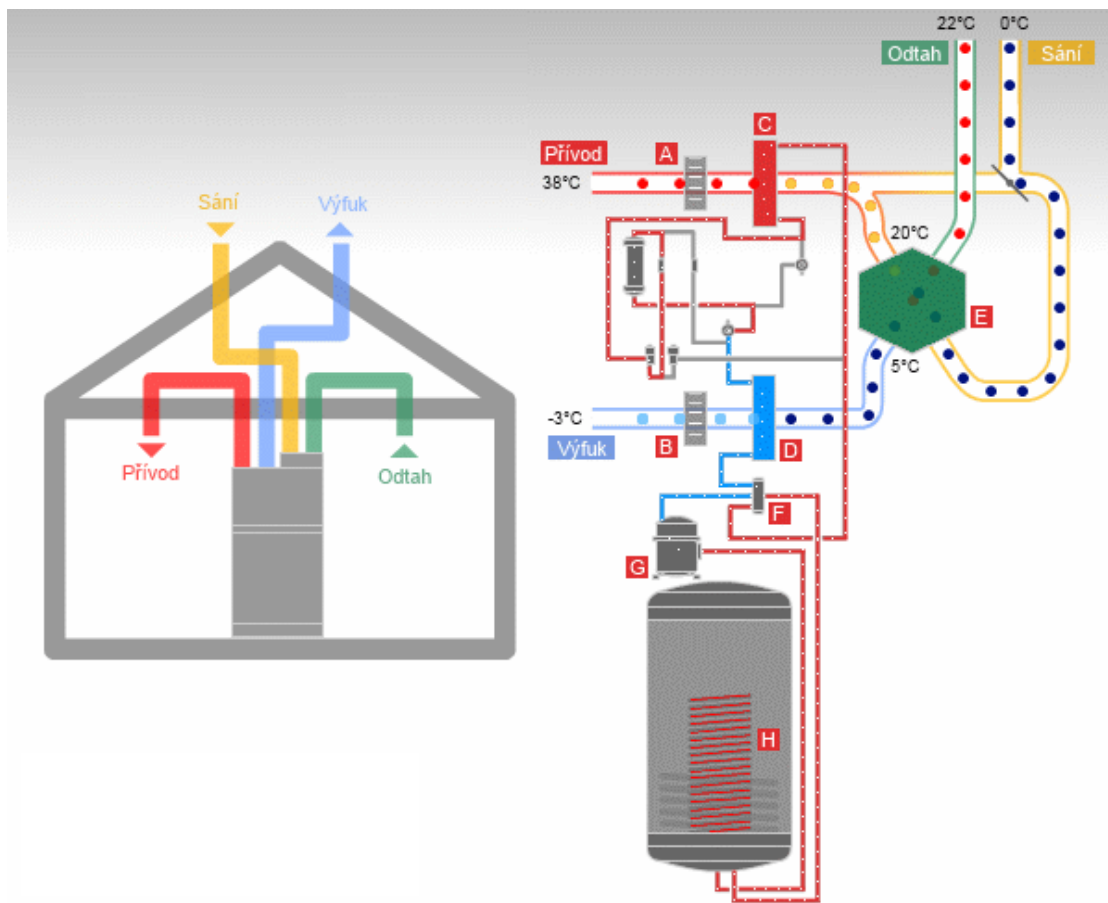 22°C 0°C
Odtah Sání
C
Přívod A
38°C
Sání Výfuk
20°C
E
5°C
-3°C
Výfuk B D
Přívod Odtah
F
G
H